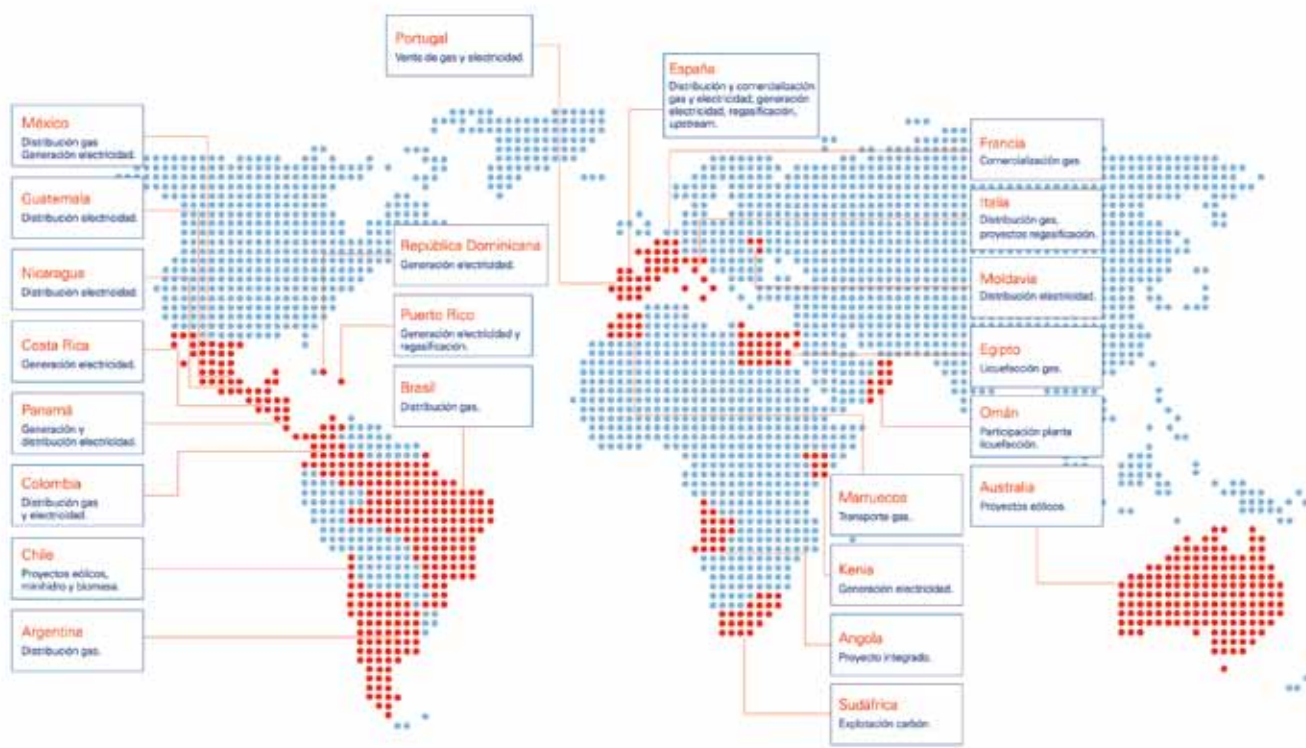 Portugal
Venta de gas y electricidad.
España
Distribución y comercialización
gas y electricidad, generación
electricidad, regasificación,
upstream.
México
Distribución gas
Generación electricidad.
Guatemala
Distribución electricidad.
Nicaragua
Distribución electricidad.
Costa Rica
Generación electricidad.
Panamá
Generación y
distribución electricidad.
Colombia
Distribución gas
y electricidad.
Chile
Proyectos eólicos,
minihidro y biomasa.
Argentina
Distribución gas.
República Dominicana
Generación electricidad.
Puerto Rico
Generación electricidad y
regasificación.
Brasil
Distribución gas.
Francia
Comercialización gas.
Italia
Distribución gas,
proyectos regasificación.
Moldavia
Distribución electricidad.
Egipto
Licuefacción gas.
Omán
Participación planta
licuefacción.
Australia
Proyectos eólicos.
Marruecos
Transporte gas.
Kenia
Generación electricidad.
Angola
Proyecto integrado.
Sudáfrica
Explotación carbón.